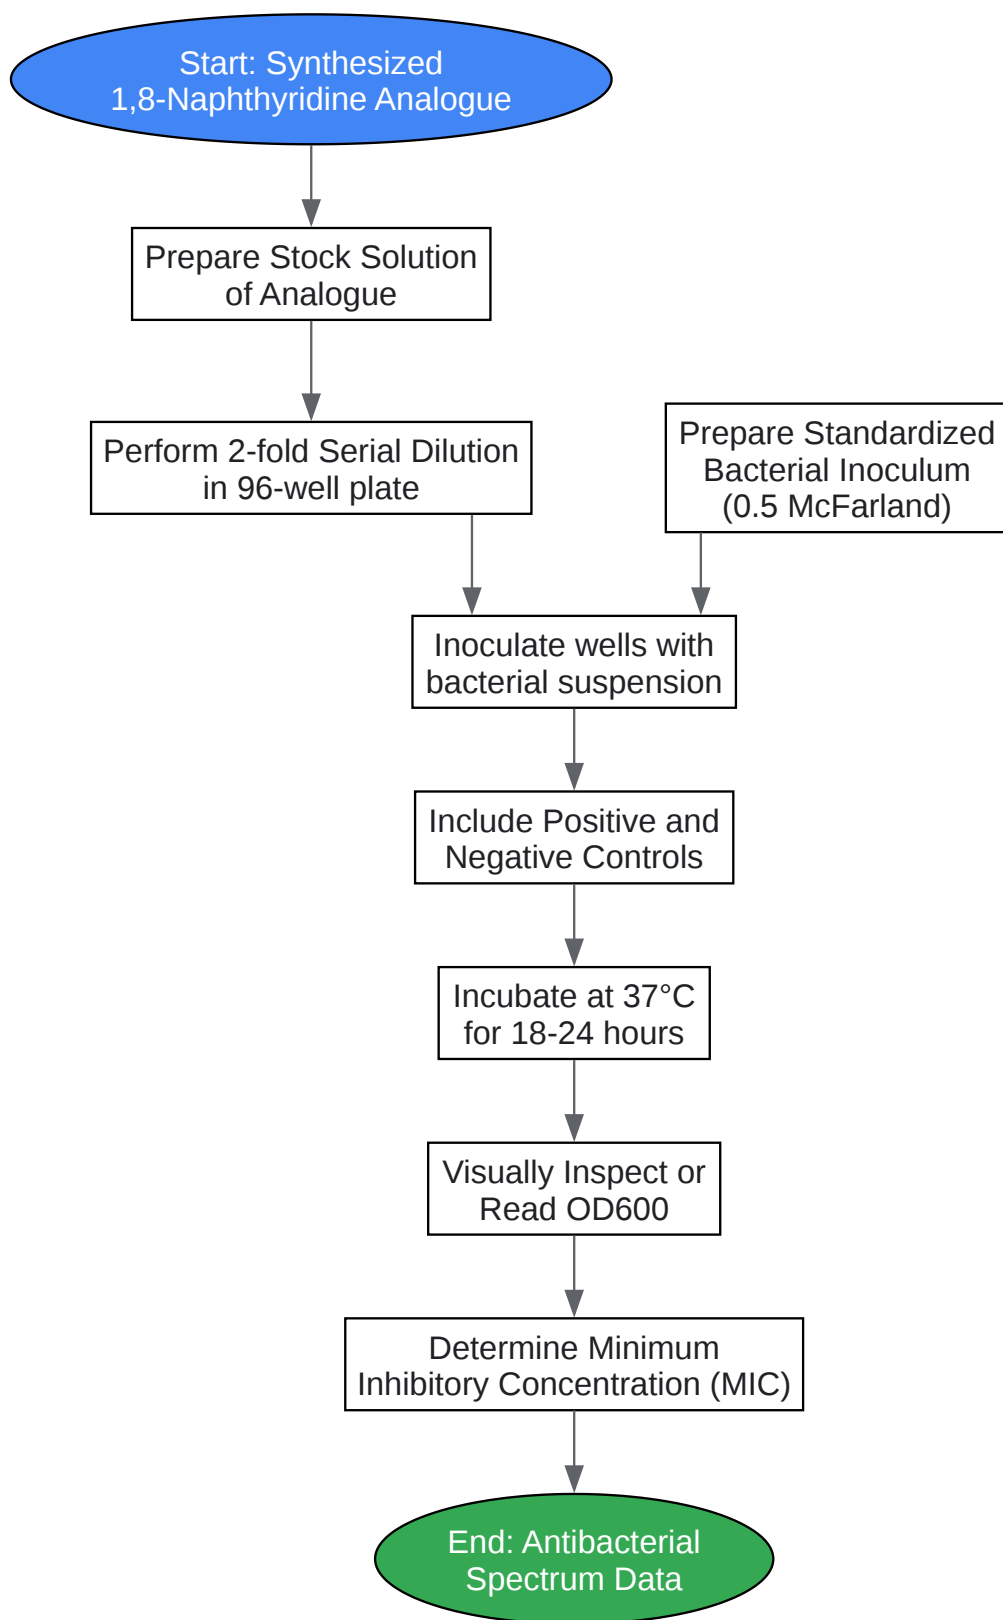 Start: Synthesized
1,8-Naphthyridine Analogue
Prepare Stock Solution
of Analogue
Perform 2-fold Serial Dilution
in 96-well plate
Prepare Standardized
Bacterial Inoculum
(0.5 McFarland)
Inoculate wells with
bacterial suspension
Include Positive and
Negative Controls
Incubate at 37°C
for 18-24 hours
Visually Inspect or
Read OD600
Determine Minimum
Inhibitory Concentration (MIC)
End: Antibacterial
Spectrum Data